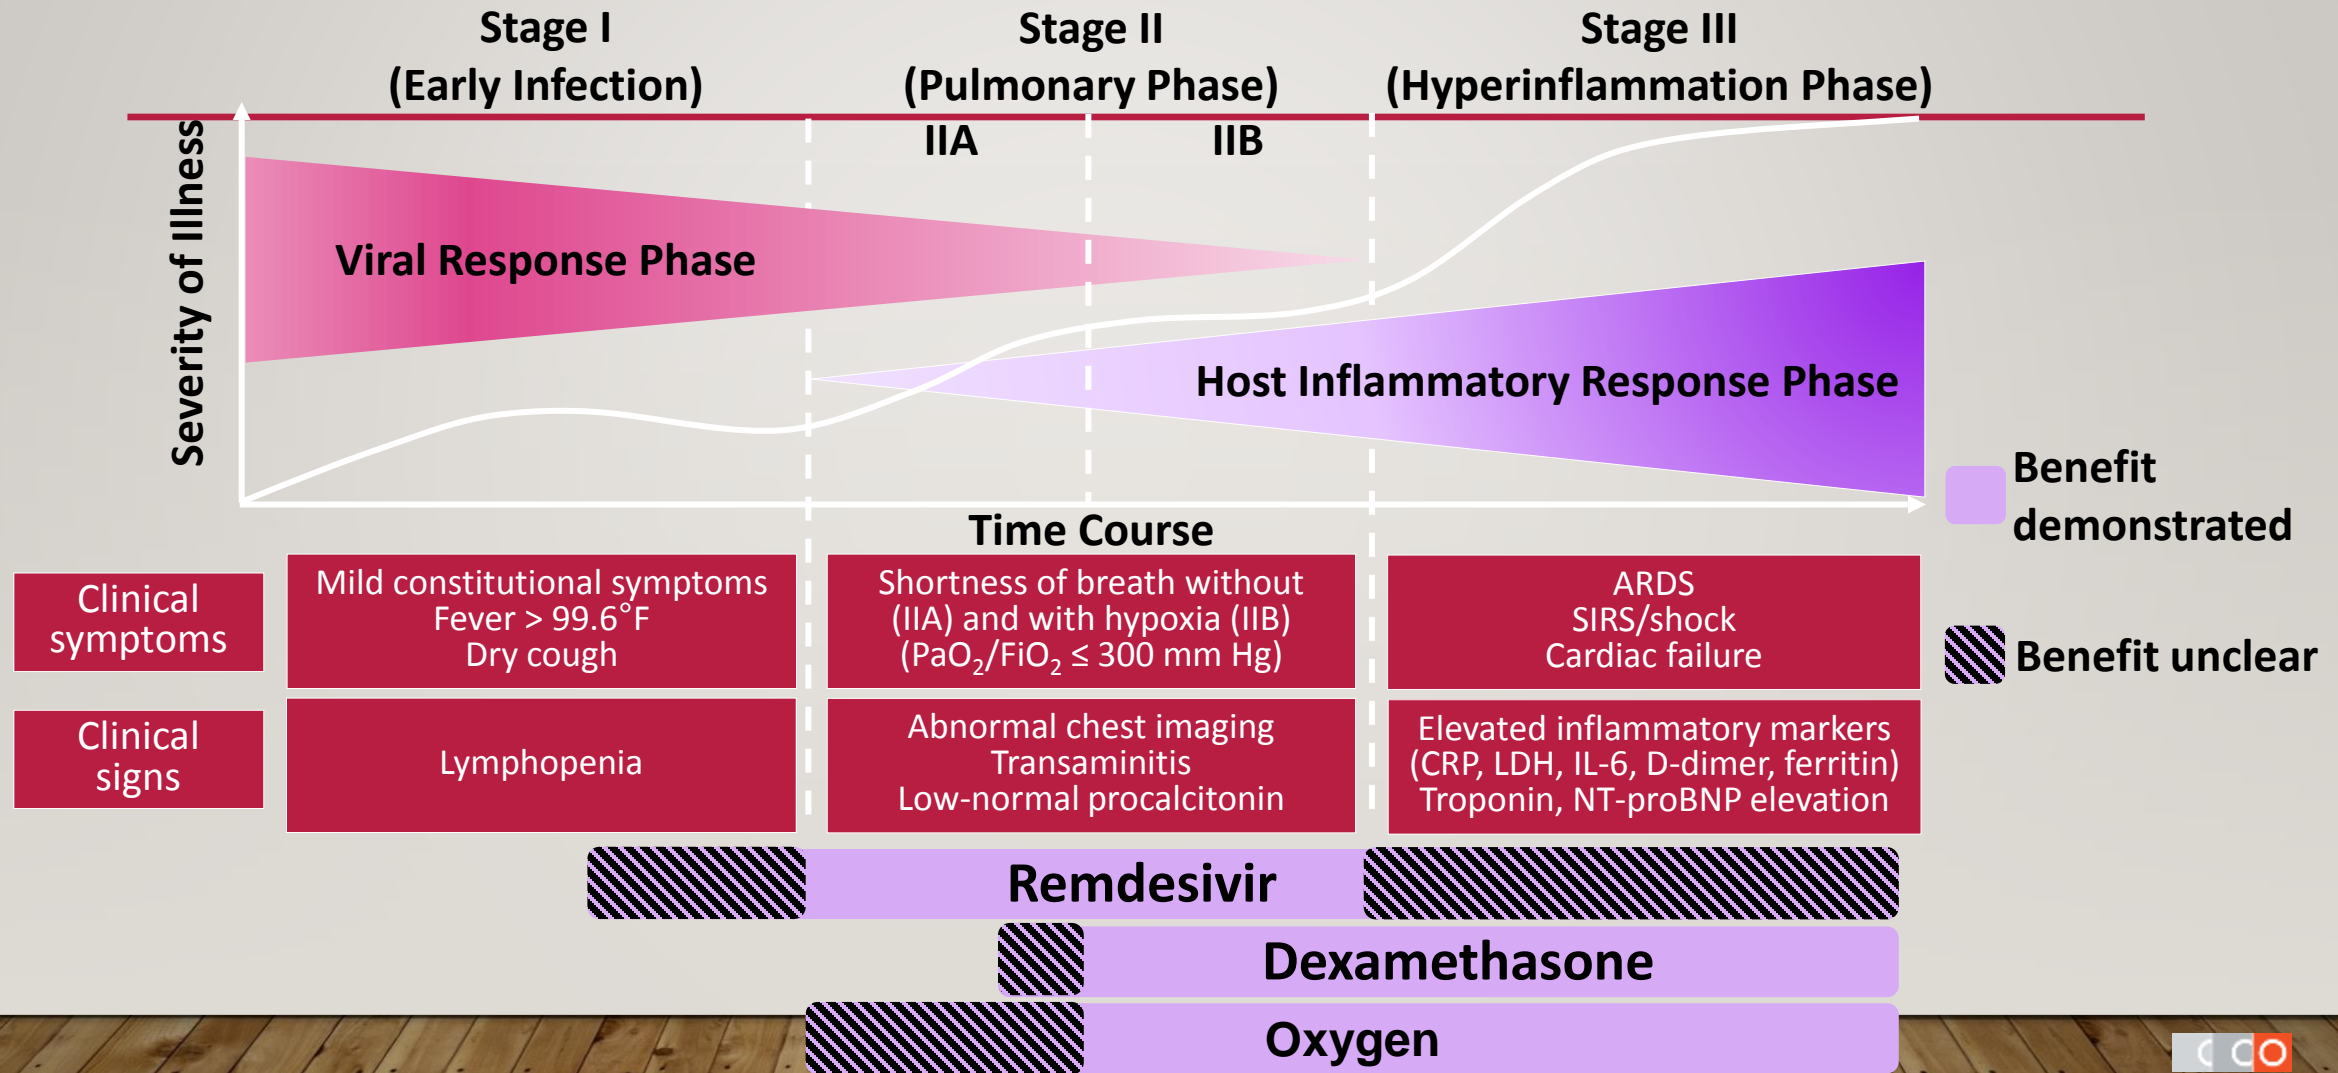 Stage I
(Early Infection)
Stage II
(Pulmonary Phase)
Stage III
(Hyperinflammation Phase)
IIA
IIB
Severity of Illness
Viral Response Phase
Host Inflammatory Response Phase
Time Course
Benefit
demonstrated
Benefit unclear
Clinical
symptoms
Mild constitutional symptoms
Fever > 99.6°F
Dry cough
Shortness of breath without
(IIA) and with hypoxia (IIB)
(PaO₂/FiO₂ ≤ 300 mm Hg)
ARDS
SIRS/shock
Cardiac failure
Clinical
signs
Lymphopenia
Abnormal chest imaging
Transaminitis
Low-normal procalcitonin
Elevated inflammatory markers
(CRP, LDH, IL-6, D-dimer, ferritin)
Troponin, NT-proBNP elevation
Remdesivir
Dexamethasone
Oxygen
CCO